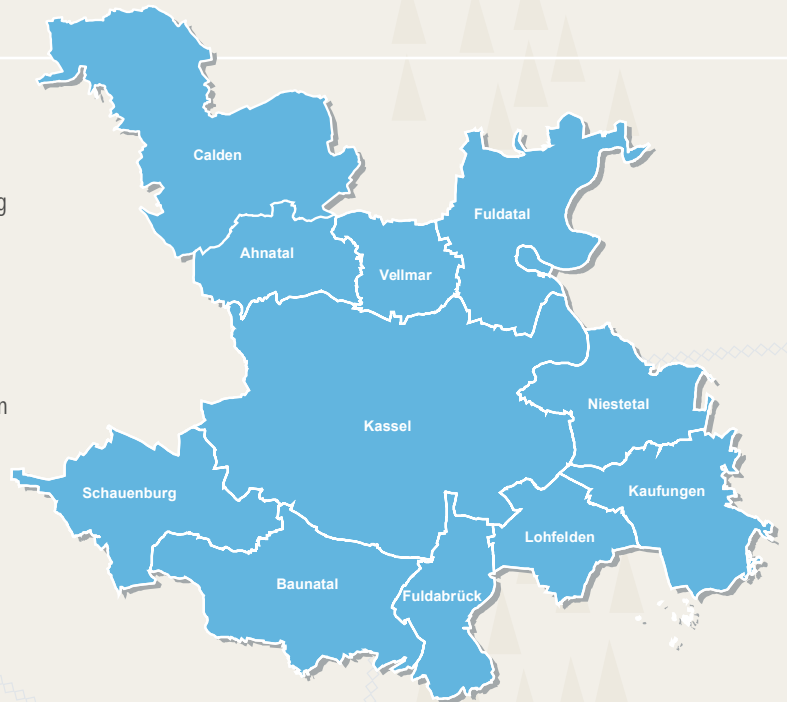 Calden
g
Fuldatal
Ahnatal
Vellmar
Niestetal
Kassel
Schauenburg
Kaufungen
Lohfelden
Baunatal
Fuldabrück